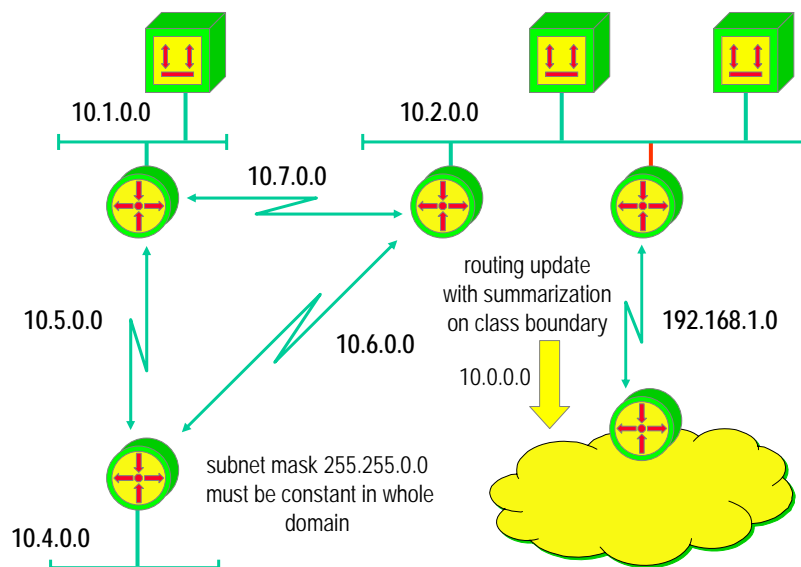 10.1.0.0
10.2.0.0
10.7.0.0
10.5.0.0
10.6.0.0
routing update
with summarization
on class boundary
192.168.1.0
10.0.0.0
subnet mask 255.255.0.0
must be constant in whole
domain
10.4.0.0